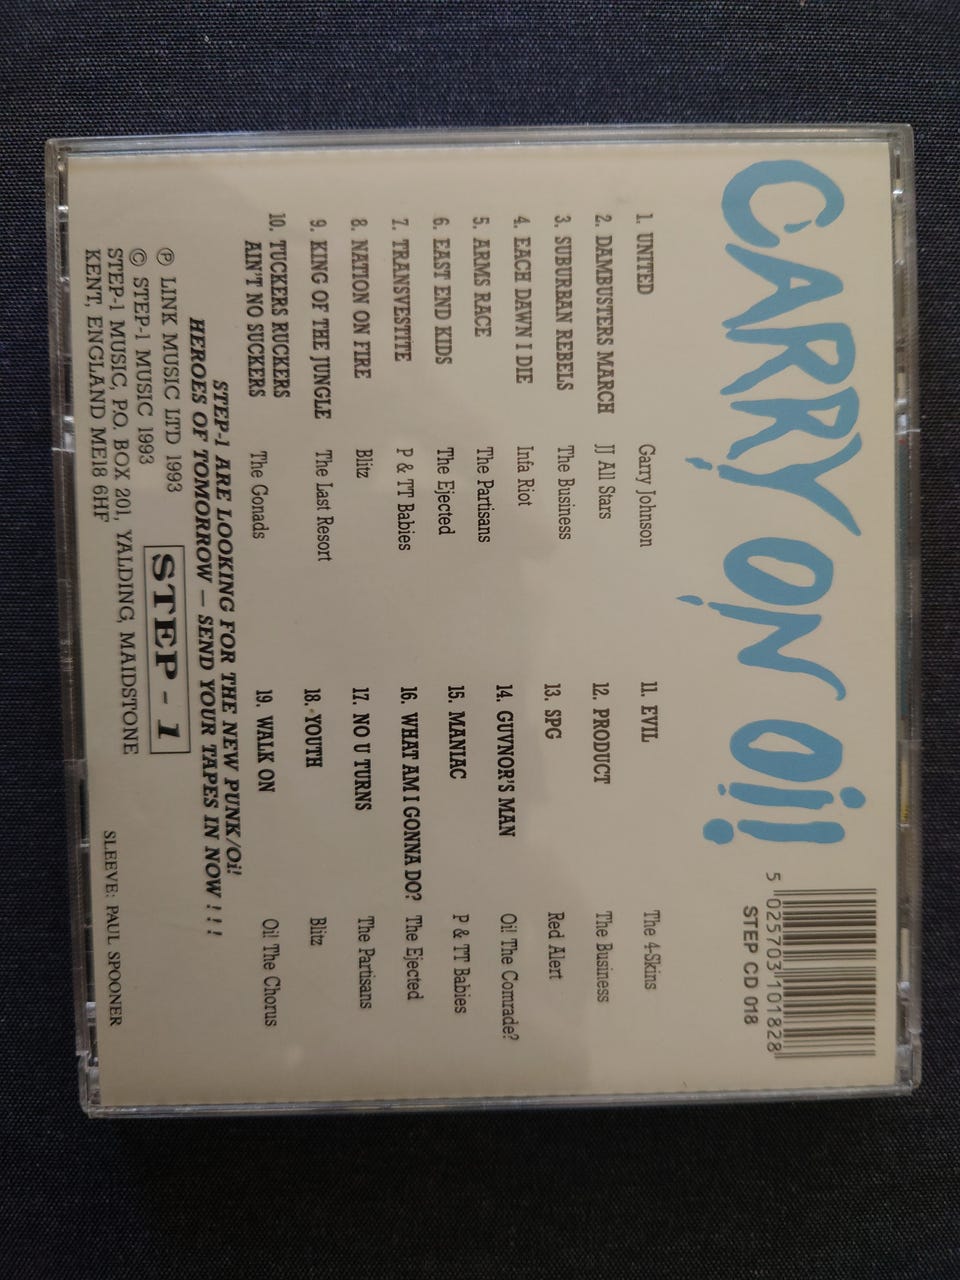 CARRY ON Oi!!
5 025703 101828
STEP CD 018
1. UNITED Garry Johnson
2. DAMBUSTERS MARCH JJ All Stars
3. SUBURBAN REBELS The Business
4. EACH DAWN I DIE Infa Riot
5. ARMS RACE The Partisans
6. EAST END KIDS The Ejected
7. TRANSVESTITE P & TT Babies
8. NATION ON FIRE Blitz
9. KING OF THE JUNGLE The Last Resort
10. TUCKERS RUCKERS
AIN'T NO SUCKERS The Gonads
11. EVIL The 4-Skins
12. PRODUCT The Business
13. SPG Red Alert
14. GUVNOR'S MAN Oi! The Comrade?
15. MANIAC P & TT Babies
16. WHAT AM I GONNA DO? The Ejected
17. NO U TURNS The Partisans
18. YOUTH Blitz
19. WALK ON Oi! The Chorus
STEP-1 ARE LOOKING FOR THE NEW PUNK/Oi!
HEROES OF TOMORROW — SEND YOUR TAPES IN NOW ! ! !
Ⓟ LINK MUSIC LTD 1993
© STEP-1 MUSIC 1993
STEP-1 MUSIC, P.O. BOX 201, YALDING, MAIDSTONE
KENT, ENGLAND ME18 6HF
STEP-1
SLEEVE: PAUL SPOONER